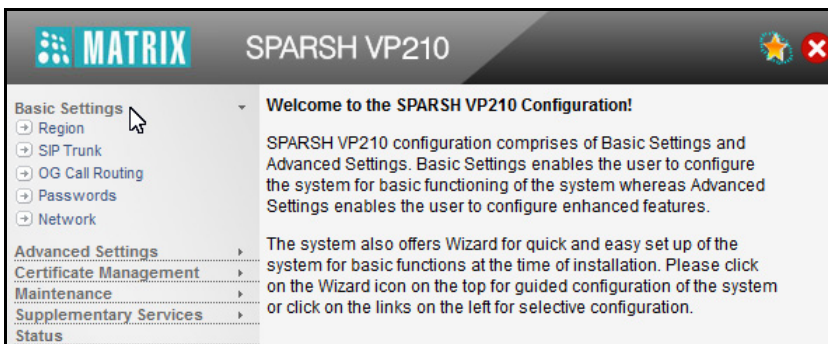 MATRIX SPARSH VP210
Basic Settings
Region
SIP Trunk
OG Call Routing
Passwords
Network
Advanced Settings
Certificate Management
Maintenance
Supplementary Services
Status
Welcome to the SPARSH VP210 Configuration!
SPARSH VP210 configuration comprises of Basic Settings and
Advanced Settings. Basic Settings enables the user to configure
the system for basic functioning of the system whereas Advanced
Settings enables the user to configure enhanced features.
The system also offers Wizard for quick and easy set up of the
system for basic functions at the time of installation. Please click
on the Wizard icon on the top for guided configuration of the system
or click on the links on the left for selective configuration.